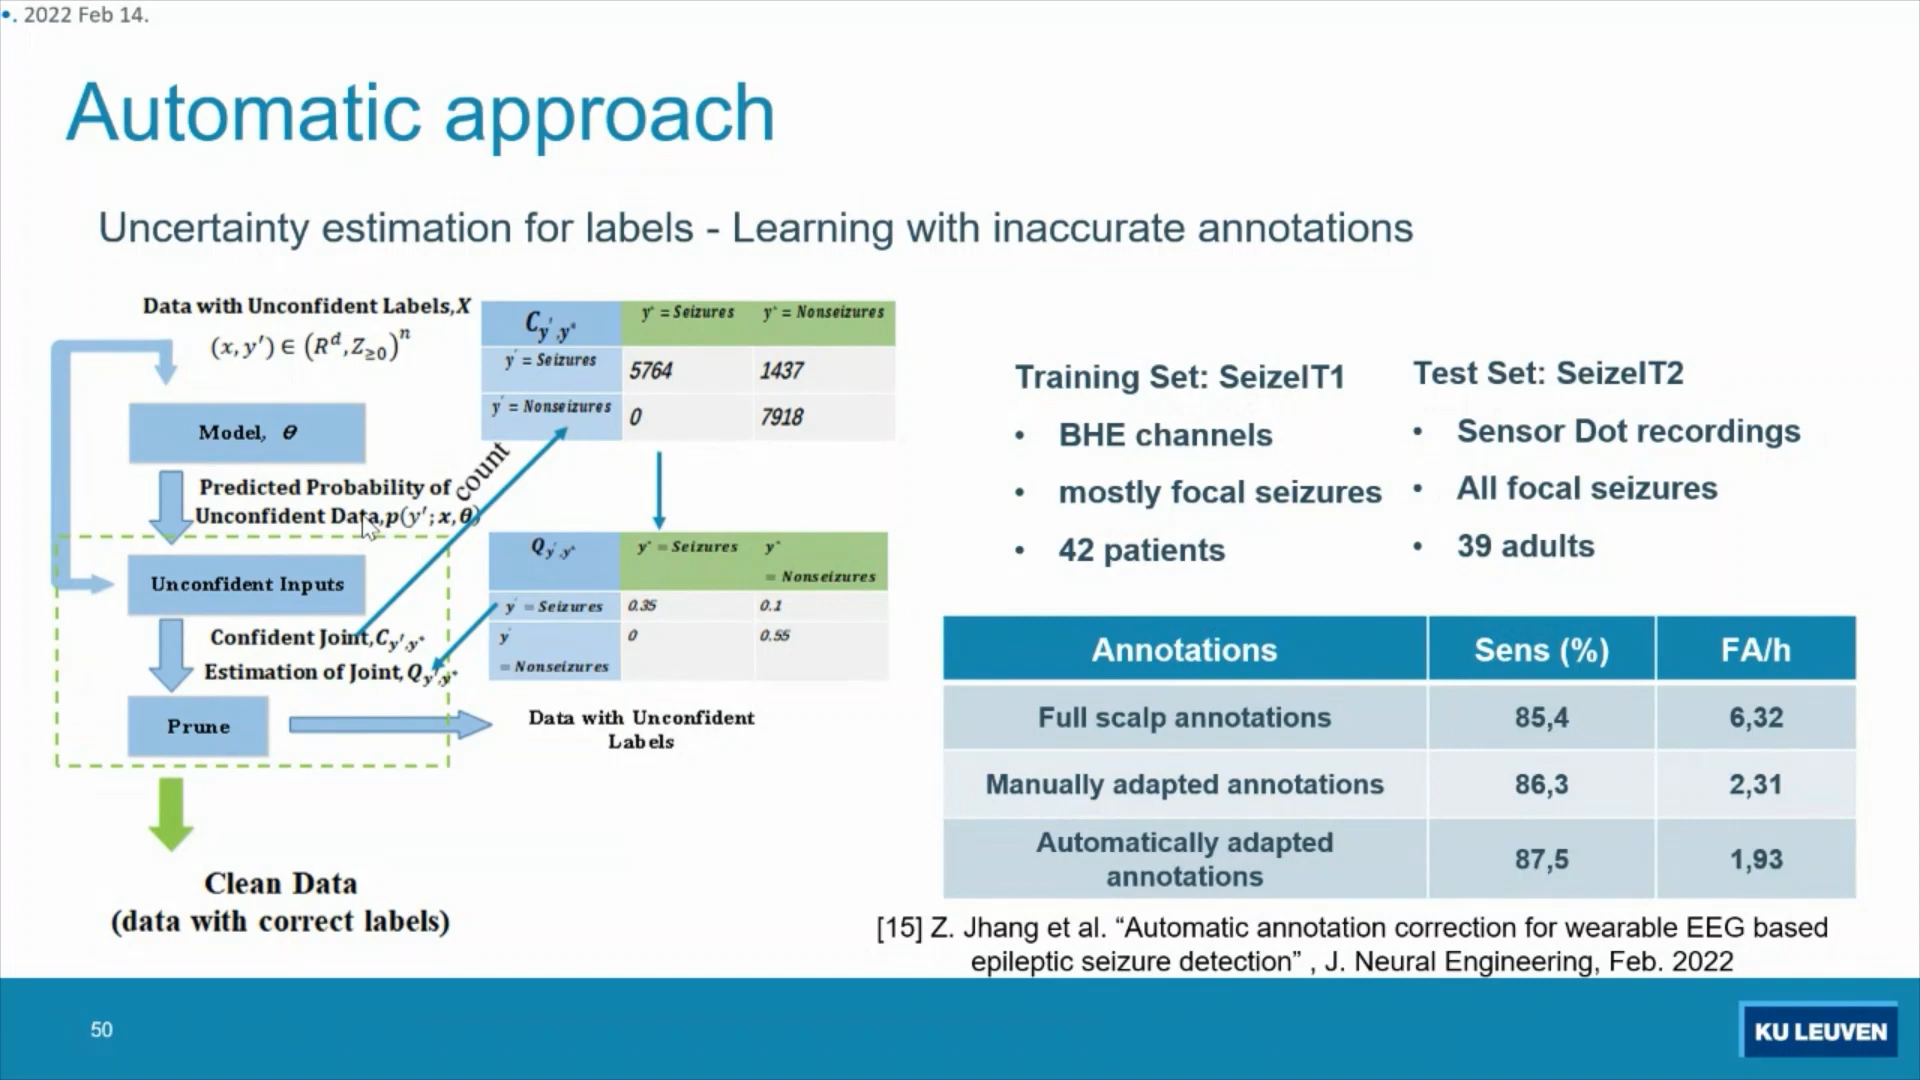 . 2022 Feb 14.
Automatic approach
Uncertainty estimation for labels - Learning with inaccurate annotations
Data with Unconfident Labels,X
(x, y′) ∈ (R^d, Z≥0)^n
Model, θ
Predicted Probability of
Unconfident Data,p(y′; x, θ)
Unconfident Inputs
Confident Joint,C_y′,y*
Estimation of Joint,Q_y′,y*
Prune
Clean Data
(data with correct labels)
count
C_y′,y* y* = Seizures y* = Nonseizures
y′ = Seizures 5764 1437
y′ = Nonseizures 0 7918
Q_y′,y* y* = Seizures y*
= Nonseizures
y′ = Seizures 0.35 0.1
y′ 0 0.55
= Nonseizures
Data with Unconfident
Labels
Training Set: SeizeIT1
• BHE channels
• mostly focal seizures
• 42 patients
Test Set: SeizeIT2
• Sensor Dot recordings
• All focal seizures
• 39 adults
Annotations Sens (%) FA/h
Full scalp annotations 85,4 6,32
Manually adapted annotations 86,3 2,31
Automatically adapted
annotations 87,5 1,93
[15] Z. Jhang et al. “Automatic annotation correction for wearable EEG based
epileptic seizure detection” , J. Neural Engineering, Feb. 2022
50
KU LEUVEN